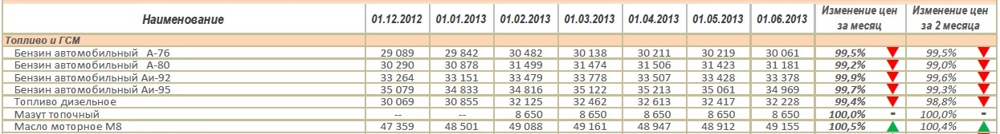 Наименование 01.12.2012 01.01.2013 01.02.2013 01.03.2013 01.04.2013 01.05.2013 01.06.2013 Изменение цен за месяц Изменение цен за 2 месяца
Топливо и ГСМ
Бензин автомобильный А-76 29 089 29 842 30 482 30 138 30 211 30 219 30 061 99,5% 99,5%
Бензин автомобильный А-80 30 290 30 878 31 499 31 474 31 506 31 423 31 181 99,2% 99,0%
Бензин автомобильный Аи-92 33 264 33 151 33 479 33 778 33 507 33 428 33 378 99,9% 99,6%
Бензин автомобильный Аи-95 35 079 34 833 34 816 35 122 35 213 35 061 34 969 99,7% 99,3%
Топливо дизельное 30 069 30 855 32 125 32 462 32 613 32 417 32 228 99,4% 98,8%
Мазут топочный -- -- 8 650 8 650 8 650 8 650 8 650 100,0% - 100,0% -
Масло моторное М8 47 359 48 501 49 088 49 161 48 947 48 912 49 155 100,5% 100,4%